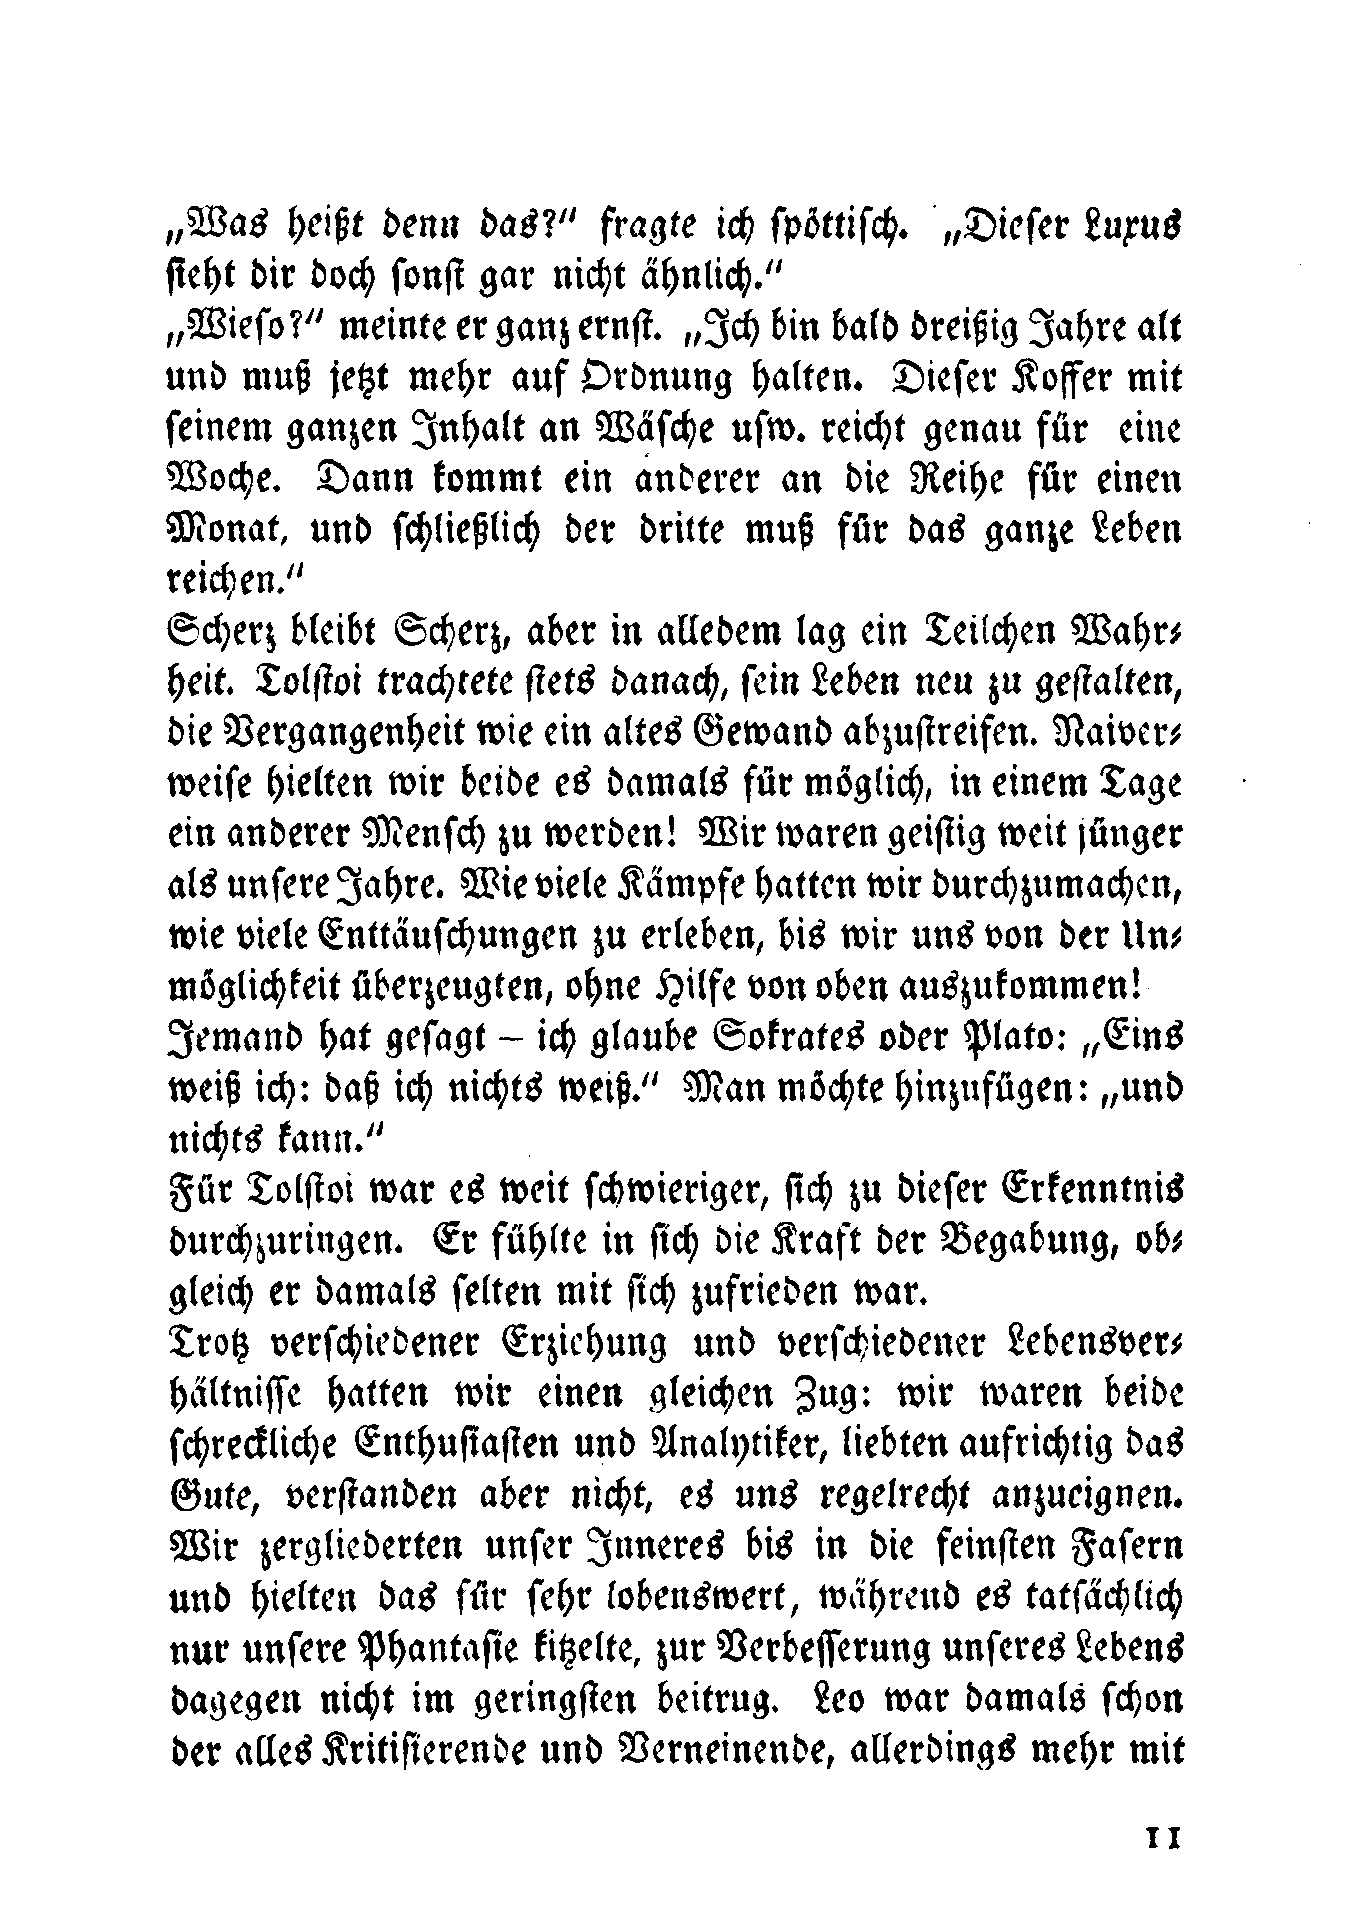 „Was heißt denn das?“ fragte ich spöttisch. „Dieser Luxus
sieht dir doch sonst gar nicht ähnlich.“
„Wieso?“ meinte er ganz ernst. „Ich bin bald dreißig Jahre alt
und muß jetzt mehr auf Ordnung halten. Dieser Koffer mit
seinem ganzen Inhalt an Wäsche usw. reicht genau für eine
Woche. Dann kommt ein anderer an die Reihe für einen
Monat, und schließlich der dritte muß für das ganze Leben
reichen.“
Scherz bleibt Scherz, aber in alledem lag ein Teilchen Wahr-
heit. Tolstoi trachtete stets danach, sein Leben neu zu gestalten,
die Vergangenheit wie ein altes Gewand abzustreifen. Naiver-
weise hielten wir beide es damals für möglich, in einem Tage
ein anderer Mensch zu werden! Wir waren geistig weit jünger
als unsere Jahre. Wie viele Kämpfe hatten wir durchzumachen,
wie viele Enttäuschungen zu erleben, bis wir uns von der Un-
möglichkeit überzeugten, ohne Hilfe von oben auszukommen!
Jemand hat gesagt – ich glaube Sokrates oder Plato: „Eins
weiß ich: daß ich nichts weiß.“ Man möchte hinzufügen: „und
nichts kann.“
Für Tolstoi war es weit schwieriger, sich zu dieser Erkenntnis
durchzuringen. Er fühlte in sich die Kraft der Begabung, ob-
gleich er damals selten mit sich zufrieden war.
Trotz verschiedener Erziehung und verschiedener Lebensver-
hältnisse hatten wir einen gleichen Zug: wir waren beide
schreckliche Enthusiasten und Analytiker, liebten aufrichtig das
Gute, verstanden aber nicht, es uns regelrecht anzueignen.
Wir zergliederten unser Inneres bis in die feinsten Fasern
und hielten das für sehr lobenswert, während es tatsächlich
nur unsere Phantasie kitzelte, zur Verbesserung unseres Lebens
dagegen nicht im geringsten beitrug. Leo war damals schon
der alles Kritisierende und Verneinende, allerdings mehr mit
11